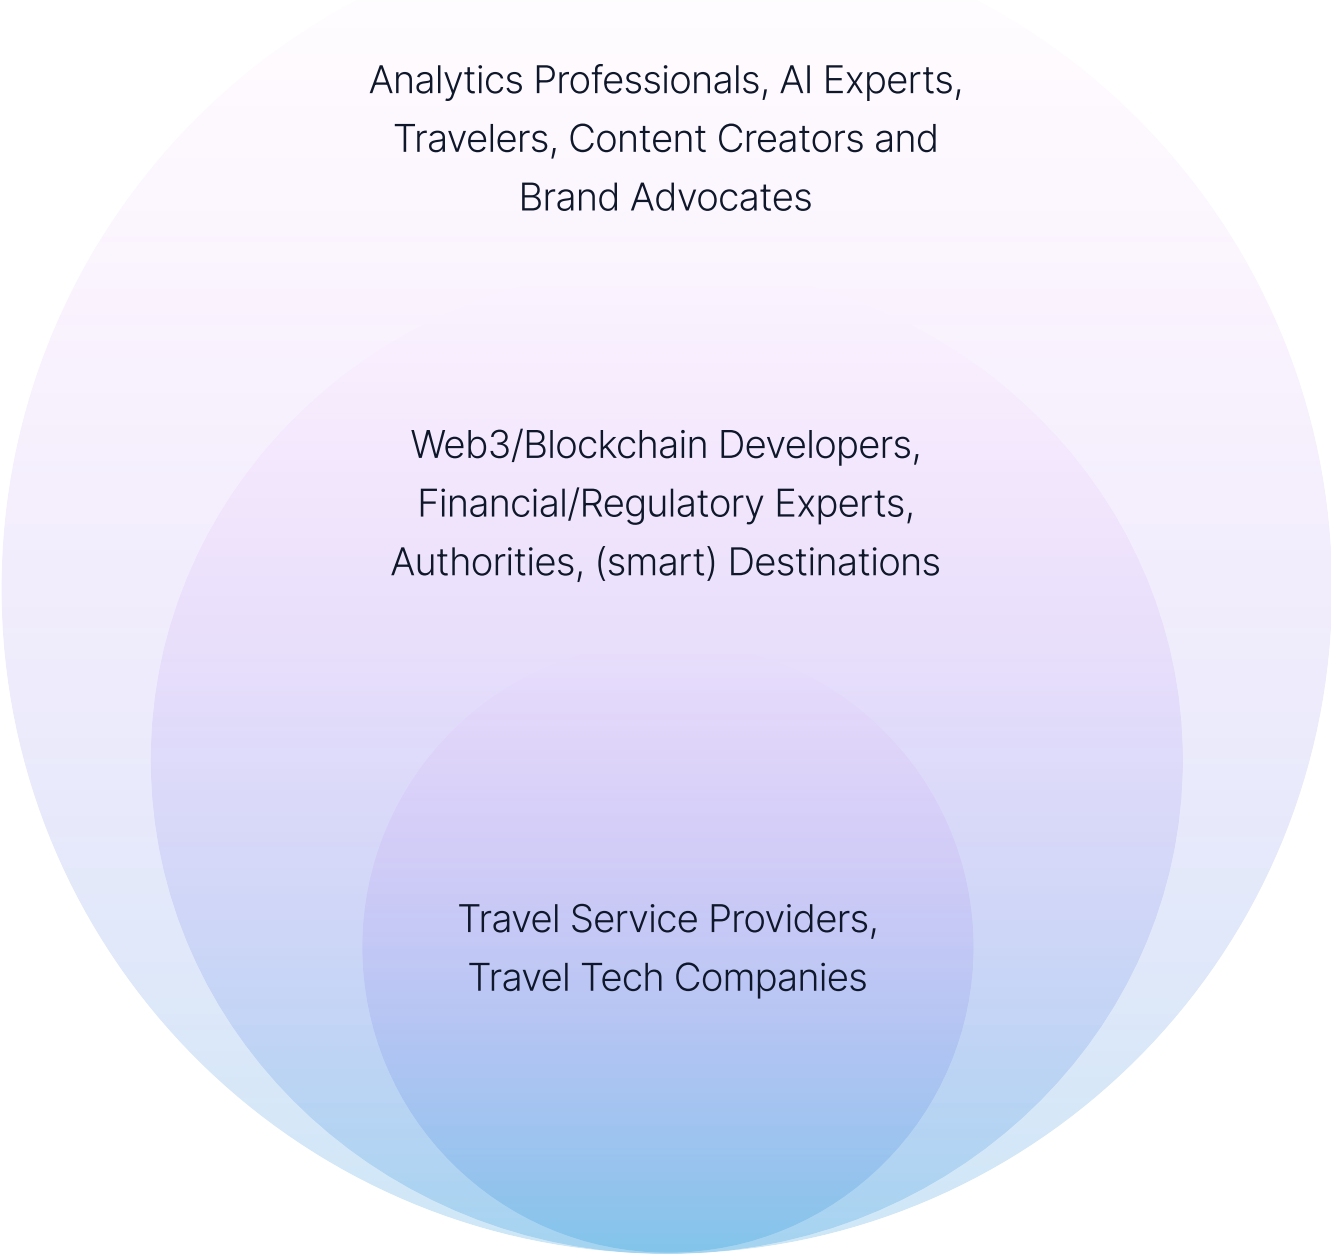 Analytics Professionals, AI Experts,
Travelers, Content Creators and
Brand Advocates
Web3/Blockchain Developers,
Financial/Regulatory Experts,
Authorities, (smart) Destinations
Travel Service Providers,
Travel Tech Companies